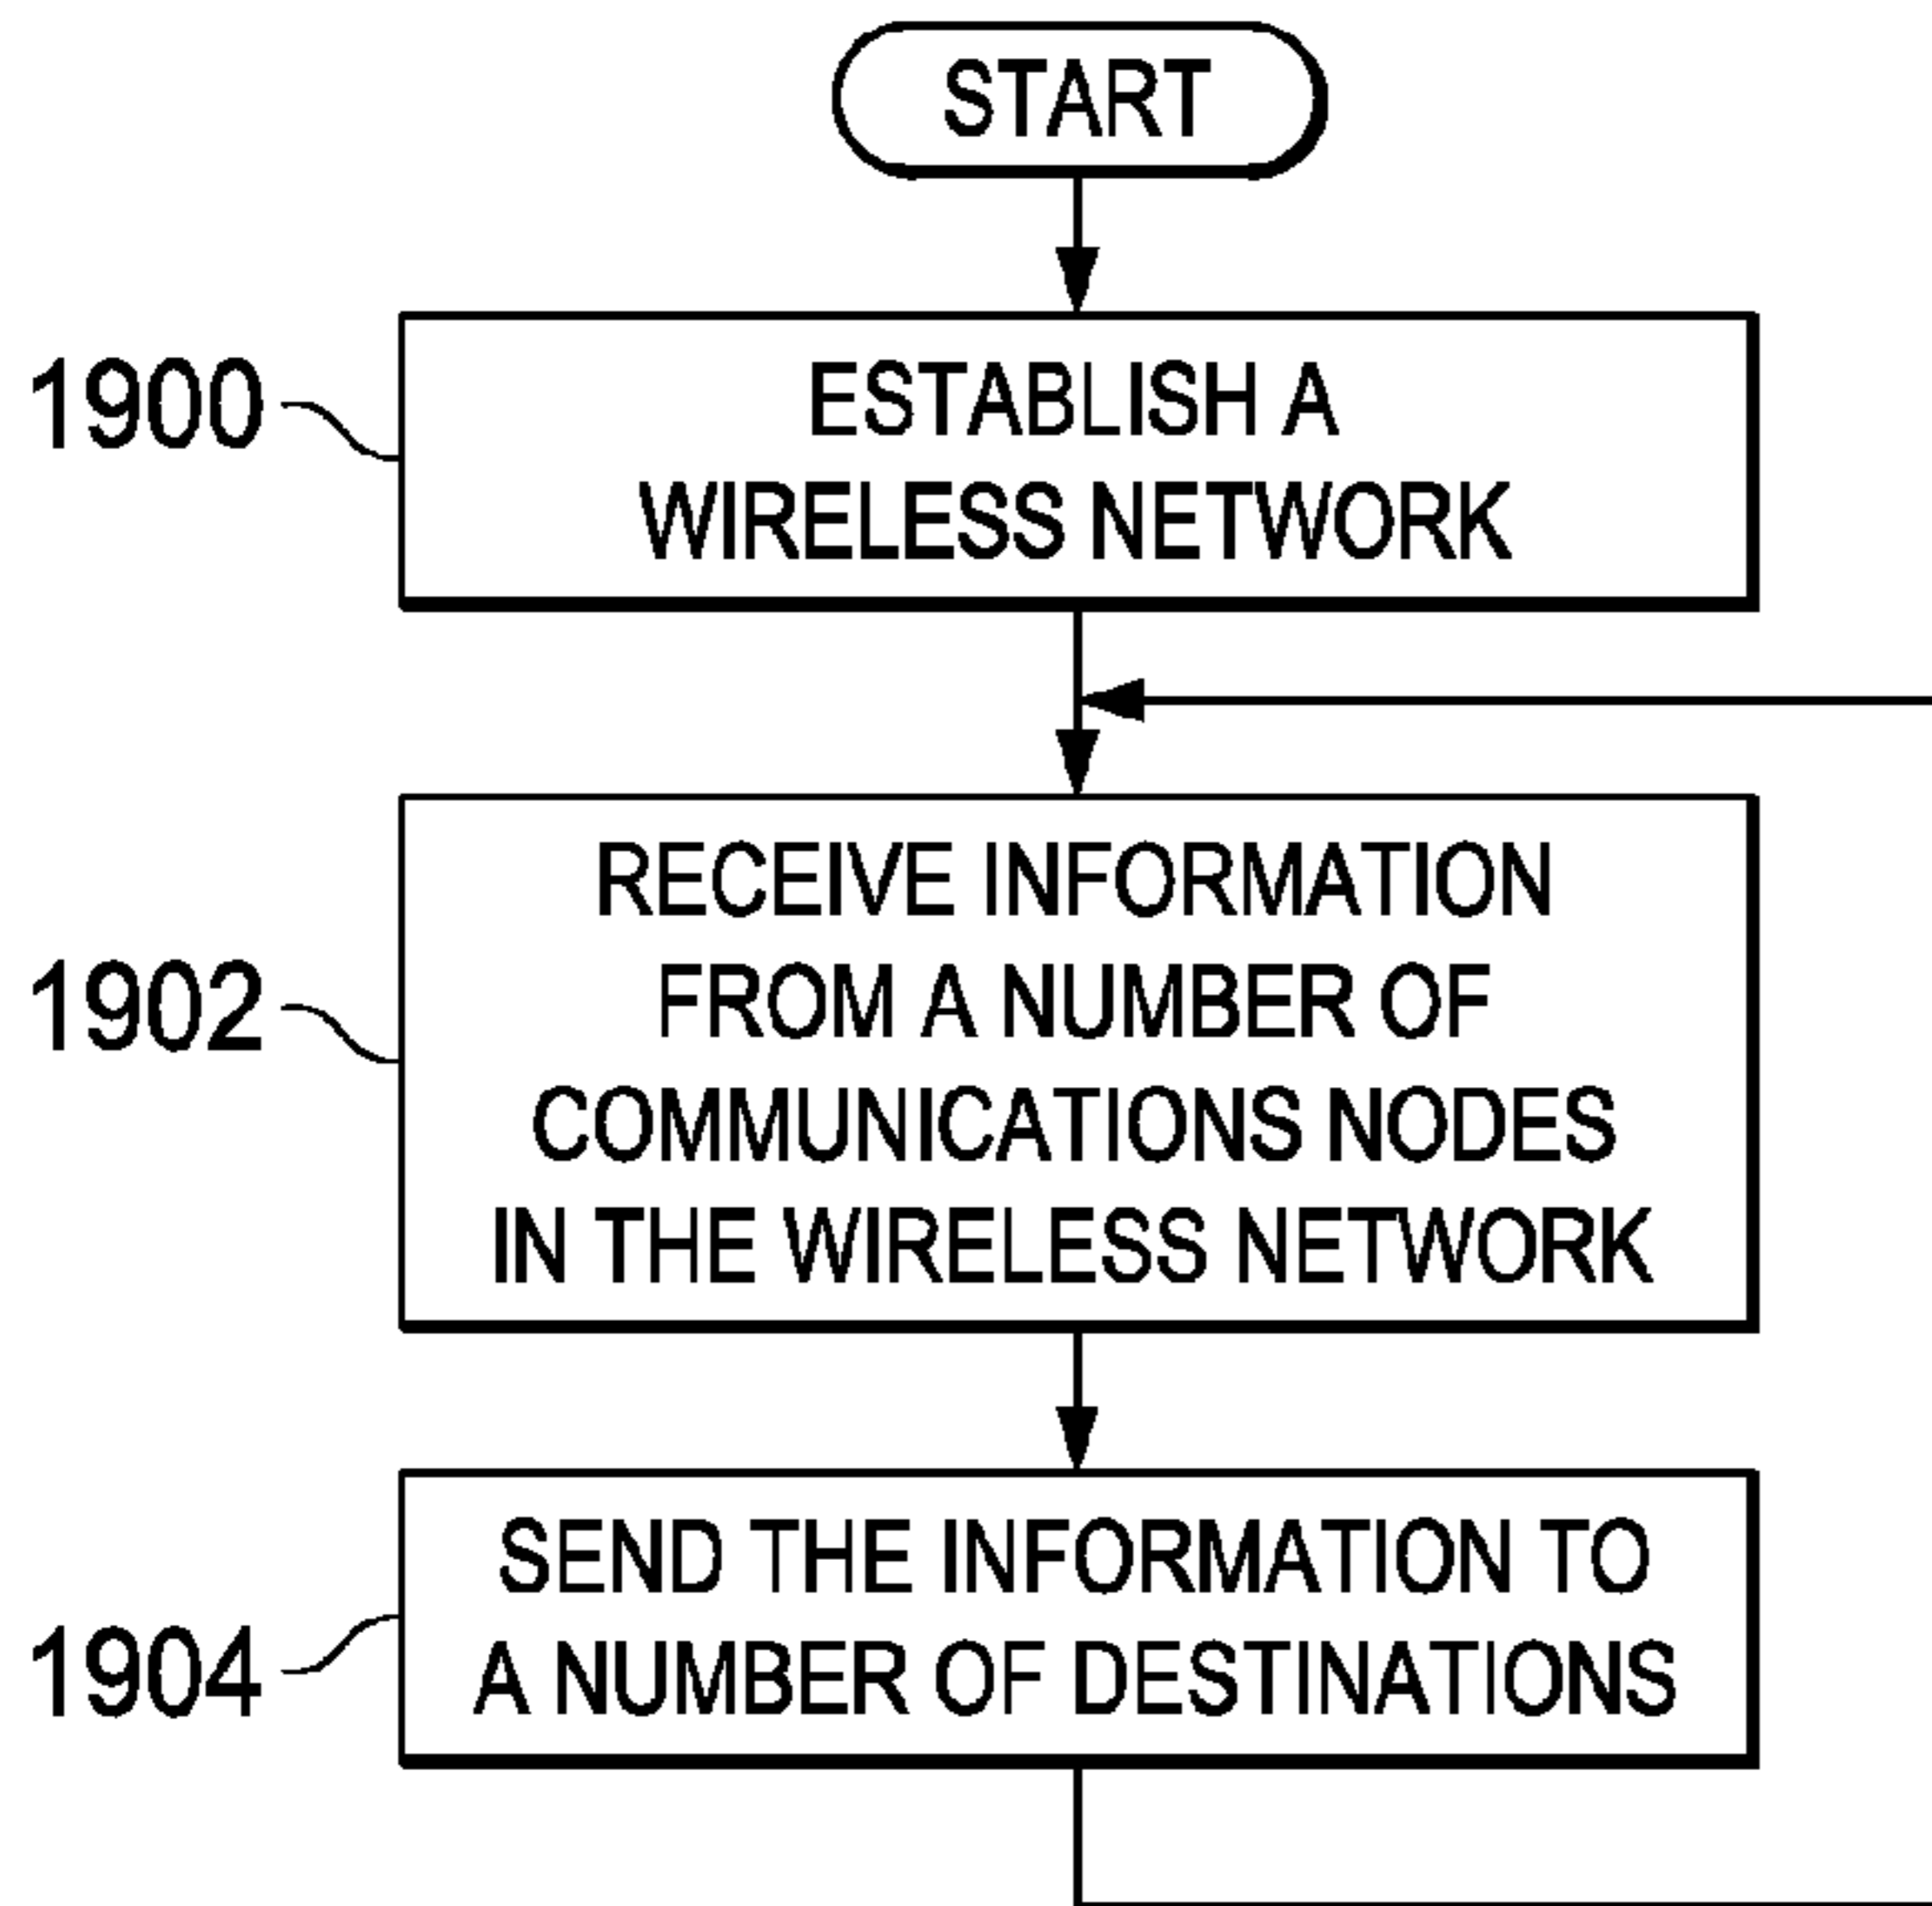 START
1900
ESTABLISH A
WIRELESS NETWORK
1902
RECEIVE INFORMATION
FROM A NUMBER OF
COMMUNICATIONS NODES
IN THE WIRELESS NETWORK
1904
SEND THE INFORMATION TO
A NUMBER OF DESTINATIONS